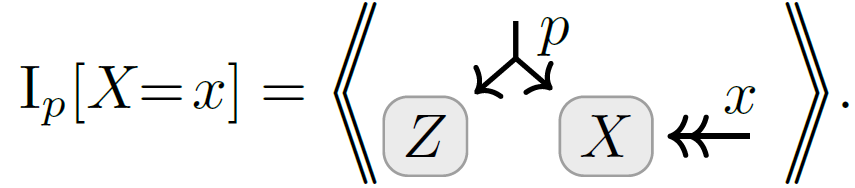 I_p[X=x] = ⟪ Z X p x ⟫.